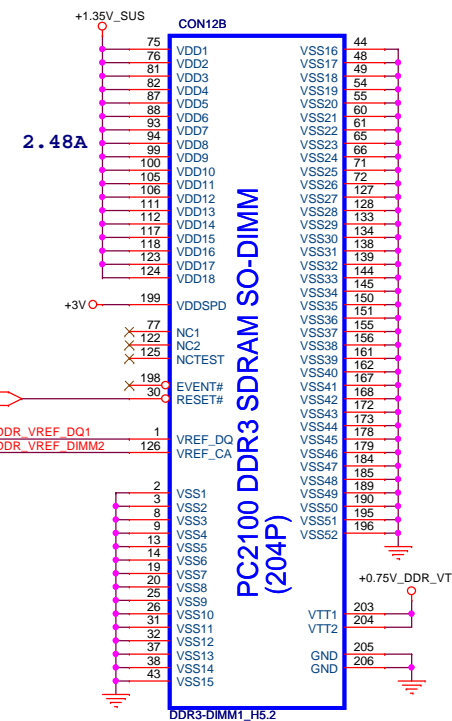 +1.35V_SUS
CON12B
2.48A
75 VDD1
76 VDD2
81 VDD3
82 VDD4
87 VDD5
88 VDD6
93 VDD7
94 VDD8
99 VDD9
100 VDD10
105 VDD11
106 VDD12
111 VDD13
112 VDD14
117 VDD15
118 VDD16
123 VDD17
124 VDD18
+3V 199 VDDSPD
77 NC1
122 NC2
125 NCTEST
198 EVENT#
30 RESET#
DDR_VREF_DQ1 1 VREF_DQ
DDR_VREF_DIMM2 126 VREF_CA
2 VSS1
3 VSS2
8 VSS3
9 VSS4
13 VSS5
14 VSS6
19 VSS7
20 VSS8
25 VSS9
26 VSS10
31 VSS11
32 VSS12
37 VSS13
38 VSS14
43 VSS15
PC2100 DDR3 SDRAM SO-DIMM
(204P)
VSS16 44
VSS17 48
VSS18 49
VSS19 54
VSS20 55
VSS21 60
VSS22 61
VSS23 65
VSS24 66
VSS25 71
VSS26 72
VSS27 127
VSS28 128
VSS29 133
VSS30 134
VSS31 138
VSS32 139
VSS33 144
VSS34 145
VSS35 150
VSS36 151
VSS37 155
VSS38 156
VSS39 161
VSS40 162
VSS41 167
VSS42 168
VSS43 172
VSS44 173
VSS45 178
VSS46 179
VSS47 184
VSS48 185
VSS49 189
VSS50 190
VSS51 195
VSS52 196
+0.75V_DDR_VT
VTT1 203
VTT2 204
GND 205
GND 206
DDR3-DIMM1_H5.2